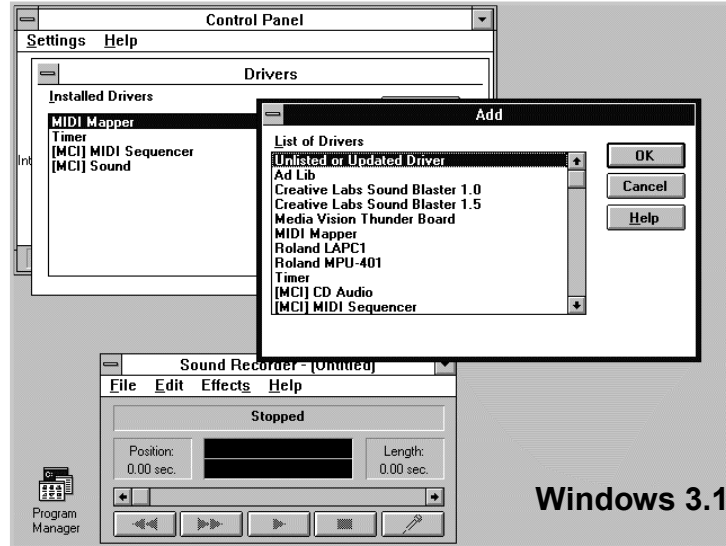 Control Panel
Settings Help
Drivers
Installed Drivers
MIDI Mapper
Timer
[MCI] MIDI Sequencer
[MCI] Sound
Int
Add
List of Drivers
Unlisted or Updated Driver
Ad Lib
Creative Labs Sound Blaster 1.0
Creative Labs Sound Blaster 1.5
Media Vision Thunder Board
MIDI Mapper
Roland LAPC1
Roland MPU-401
Timer
[MCI] CD Audio
[MCI] MIDI Sequencer
OK
Cancel
Help
Sound Recorder - (Untitled)
File Edit Effects Help
Stopped
Position:
0.00 sec.
Length:
0.00 sec.
C:
Program
Manager
Windows 3.1